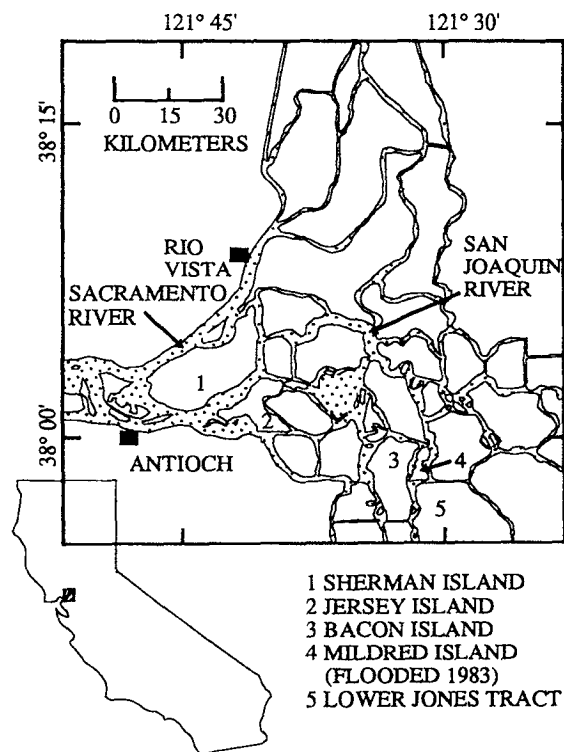 121° 45'
121° 30'
38° 15'
0 15 30
KILOMETERS
RIO
VISTA
SAN
JOAQUIN
RIVER
SACRAMENTO
RIVER
1
2
38° 00'
ANTIOCH
3
4
5
1 SHERMAN ISLAND
2 JERSEY ISLAND
3 BACON ISLAND
4 MILDRED ISLAND
(FLOODED 1983)
5 LOWER JONES TRACT